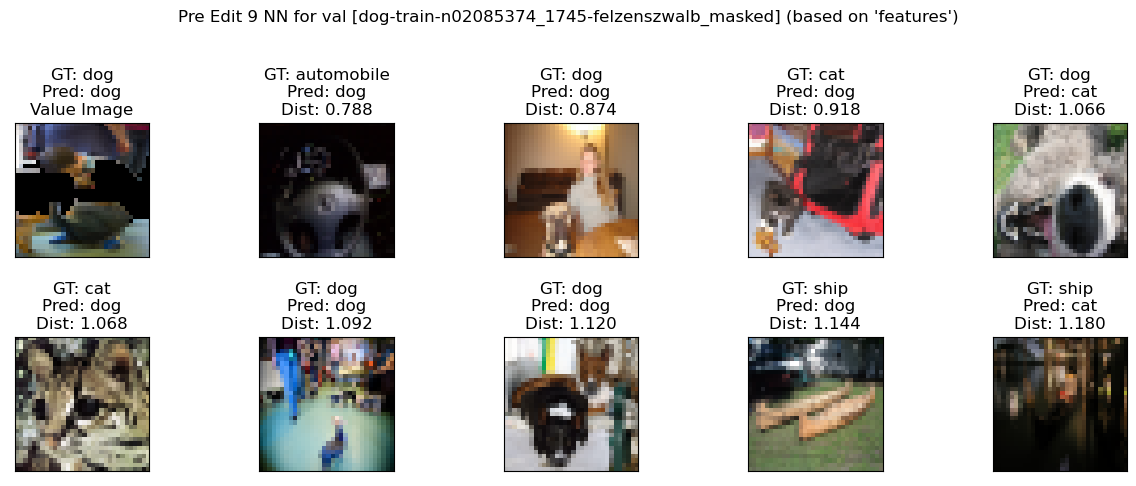 Pre Edit 9 NN for val [dog-train-n02085374_1745-felzenszwalb_masked] (based on 'features')
GT: dog
Pred: dog
Value Image
GT: automobile
Pred: dog
Dist: 0.788
GT: dog
Pred: dog
Dist: 0.874
GT: cat
Pred: dog
Dist: 0.918
GT: dog
Pred: cat
Dist: 1.066
GT: cat
Pred: dog
Dist: 1.068
GT: dog
Pred: dog
Dist: 1.092
GT: dog
Pred: dog
Dist: 1.120
GT: ship
Pred: dog
Dist: 1.144
GT: ship
Pred: cat
Dist: 1.180